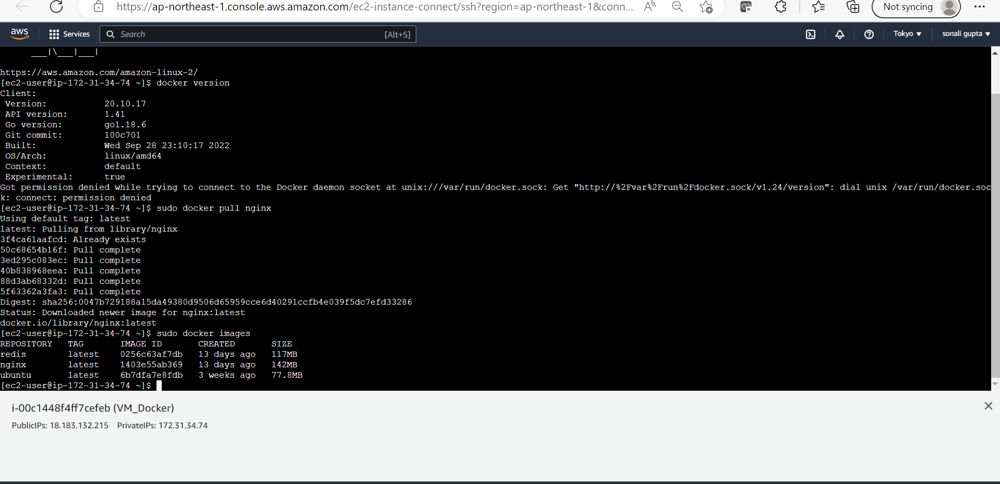 https://ap-northeast-1.console.aws.amazon.com/ec2-instance-connect/ssh?region=ap-northeast-1&conn...
Not syncing
aws
Services
Search
[Alt+S]
Tokyo
sonali gupta
___|\___|___|
https://aws.amazon.com/amazon-linux-2/
[ec2-user@ip-172-31-34-74 ~]$ docker version
Client:
Version: 20.10.17
API version: 1.41
Go version: go1.18.6
Git commit: 100c701
Built: Wed Sep 28 23:10:17 2022
OS/Arch: linux/amd64
Context: default
Experimental: true
Got permission denied while trying to connect to the Docker daemon socket at unix:///var/run/docker.sock: Get "http://%2Fvar%2Frun%2Fdocker.sock/v1.24/version": dial unix /var/run/docker.soc
k: connect: permission denied
[ec2-user@ip-172-31-34-74 ~]$ sudo docker pull nginx
Using default tag: latest
latest: Pulling from library/nginx
3f4ca61aafcd: Already exists
50c68654b16f: Pull complete
3ed295c083ec: Pull complete
40b838968eea: Pull complete
88d3ab68332d: Pull complete
5f63362a3fa3: Pull complete
Digest: sha256:0047b729188a15da49380d9506d65959cce6d40291ccfb4e039f5dc7efd33286
Status: Downloaded newer image for nginx:latest
docker.io/library/nginx:latest
[ec2-user@ip-172-31-34-74 ~]$ sudo docker images
REPOSITORY TAG IMAGE ID CREATED SIZE
redis latest 0256c63af7db 13 days ago 117MB
nginx latest 1403e55ab369 13 days ago 142MB
ubuntu latest 6b7dfa7e8fdb 3 weeks ago 77.8MB
[ec2-user@ip-172-31-34-74 ~]$
i-00c1448f4ff7cefeb (VM_Docker)
PublicIPs: 18.183.132.215 PrivateIPs: 172.31.34.74